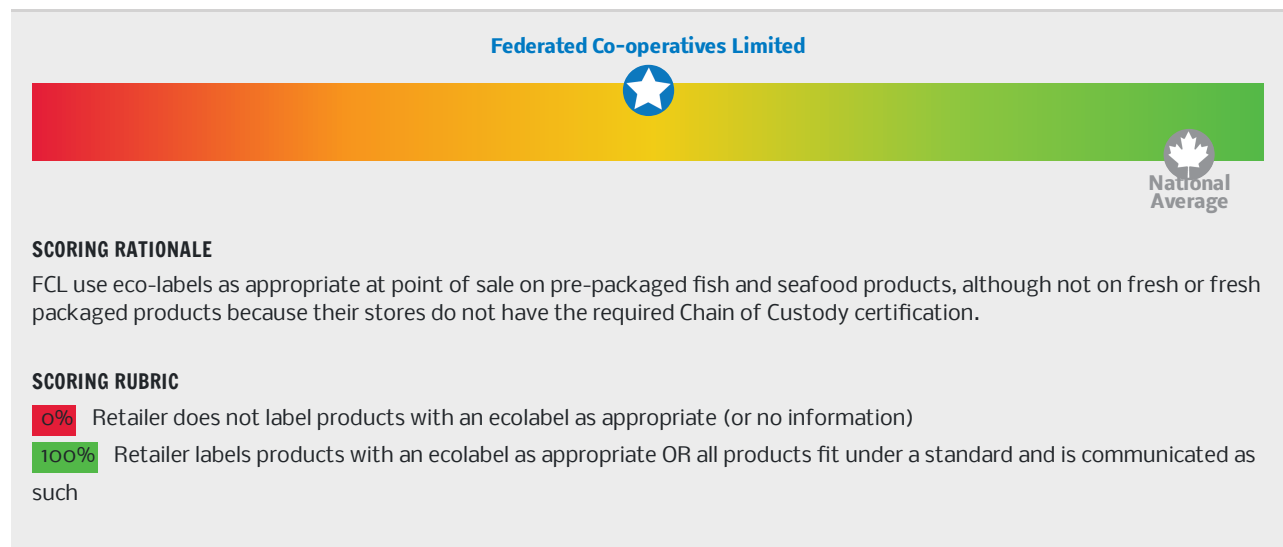 Federated Co-operatives Limited
National
Average
SCORING RATIONALE
FCL use eco-labels as appropriate at point of sale on pre-packaged fish and seafood products, although not on fresh or fresh
packaged products because their stores do not have the required Chain of Custody certification.
SCORING RUBRIC
0% Retailer does not label products with an ecolabel as appropriate (or no information)
100% Retailer labels products with an ecolabel as appropriate OR all products fit under a standard and is communicated as
such